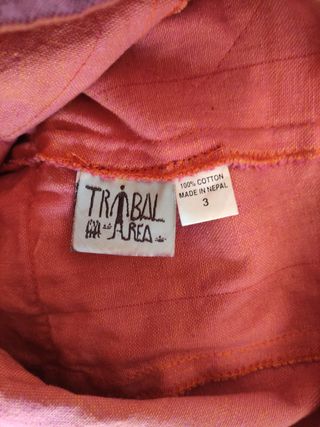 TRIBAL
AREA
100% COTTON
MADE IN NEPAL
3